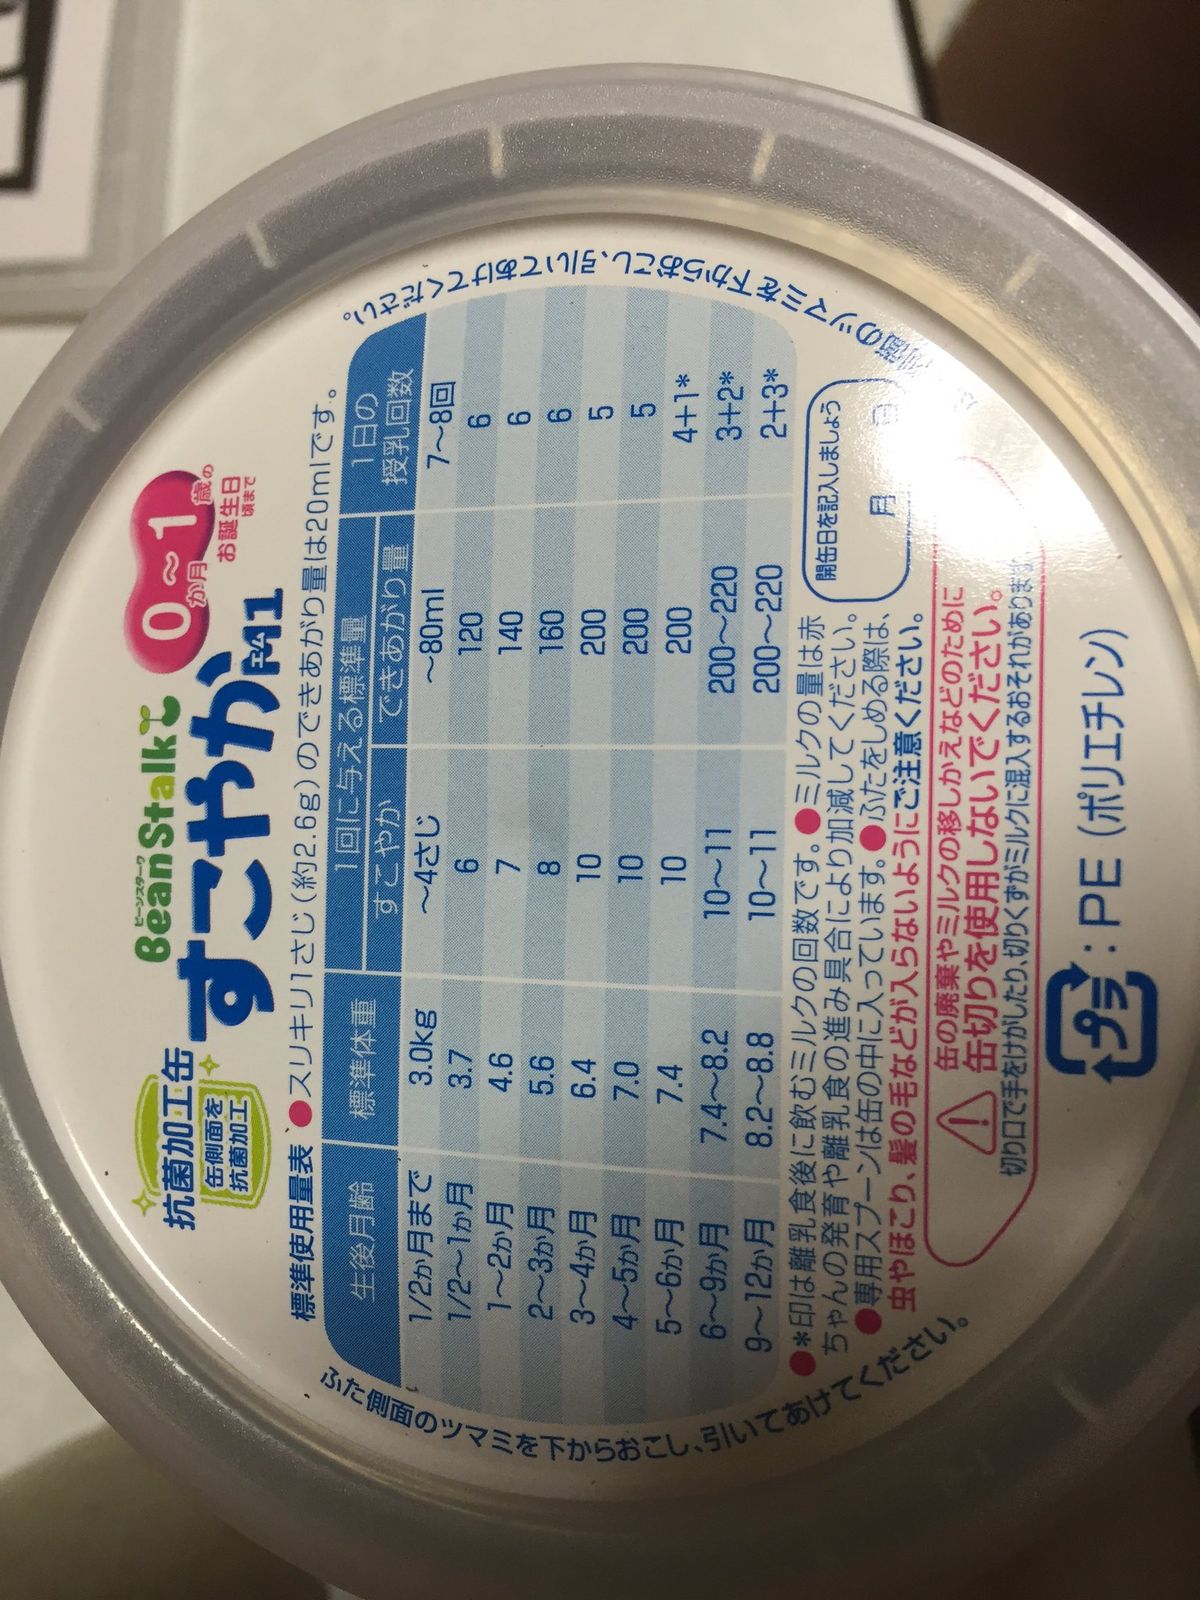 抗菌加工缶
缶側面を
抗菌加工
ビーンスターク
BeanStalk
すこやかM1
0か月～1歳の
お誕生日
頃まで
標準使用量表 ●スリキリ1さじ(約2.6g)のできあがり量は20mlです。
生後月齢 標準体重 1回に与える標準量 1日の授乳回数
すこやか できあがり量
1/2か月まで 3.0kg ～4さじ ～80ml 7～8回
1/2～1か月 3.7 6 120 6
1～2か月 4.6 7 140 6
2～3か月 5.6 8 160 6
3～4か月 6.4 10 200 5
4～5か月 7.0 10 200 5
5～6か月 7.4 10 200 4+1*
6～9か月 7.4～8.2 10～11 200～220 3+2*
9～12か月 8.2～8.8 10～11 200～220 2+3*
●*印は離乳食後に飲むミルクの回数です。●ミルクの量は赤
ちゃんの発育や離乳食の進み具合により加減してください。
●専用スプーンは缶の中に入っています。●ふたをしめる際は、
虫やほこり、髪の毛などが入らないようにご注意ください。
開缶日を記入しましょう
月 日
缶の廃棄やミルクの移しかえなどのために
缶切りを使用しないでください。
切り口で手をけがしたり、切りくずがミルクに混入するおそれがあります。
プラ : PE (ポリエチレン)
ふた側面のツマミを下からおこし、引いてあけてください。
側面のツマミを下からおこし、引いてあけてください。